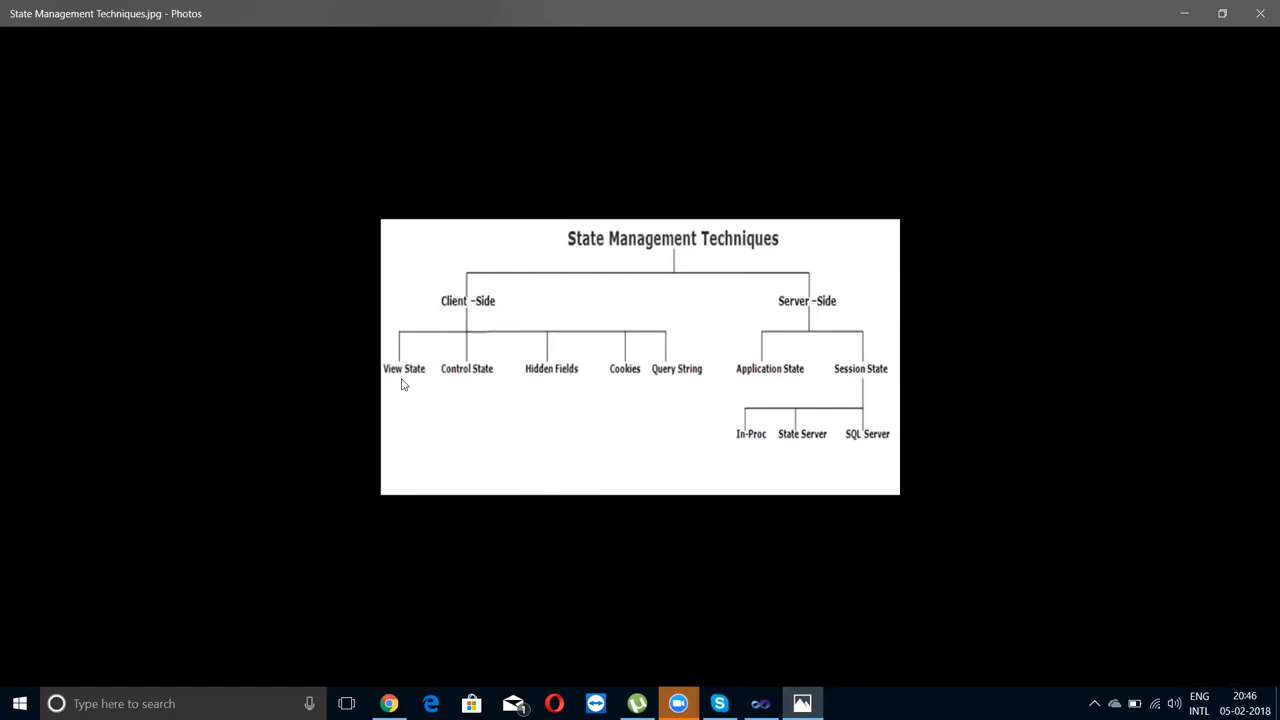 State Management Techniques.jpg - Photos
State Management Techniques
Client -Side
Server -Side
View State
Control State
Hidden Fields
Cookies
Query String
Application State
Session State
In-Proc
State Server
SQL Server
Type here to search
1
ENG
INTL
20:46
05-02-2018